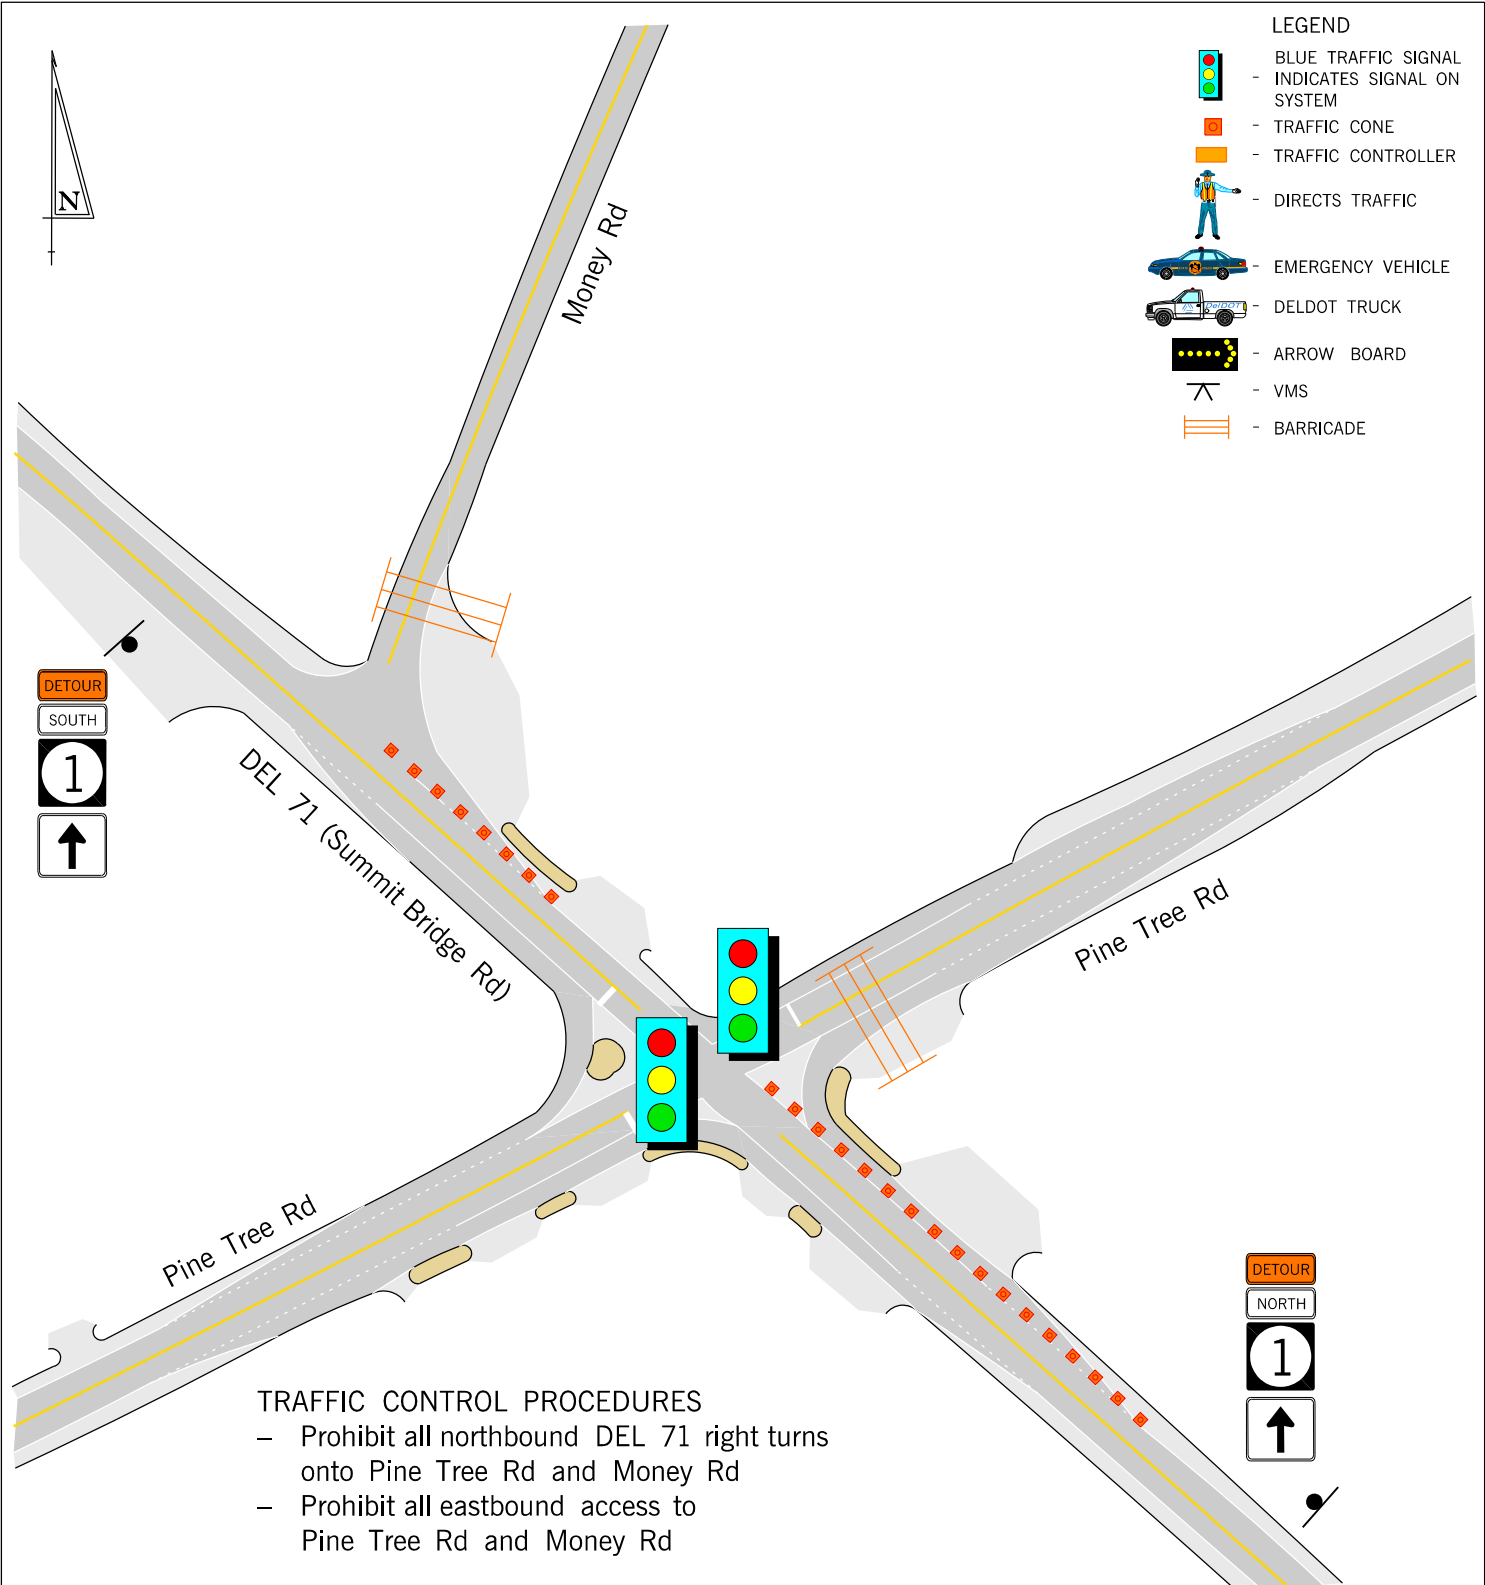 LEGEND
BLUE TRAFFIC SIGNAL
INDICATES SIGNAL ON
SYSTEM
- TRAFFIC CONE
- TRAFFIC CONTROLLER
- DIRECTS TRAFFIC
- EMERGENCY VEHICLE
DelDOT
- DELDOT TRUCK
- ARROW BOARD
- VMS
- BARRICADE
N
Money Rd
DETOUR
SOUTH
1
DEL 71 (Summit Bridge Rd)
Pine Tree Rd
Pine Tree Rd
DETOUR
NORTH
1
TRAFFIC CONTROL PROCEDURES
– Prohibit all northbound DEL 71 right turns
onto Pine Tree Rd and Money Rd
– Prohibit all eastbound access to
Pine Tree Rd and Money Rd